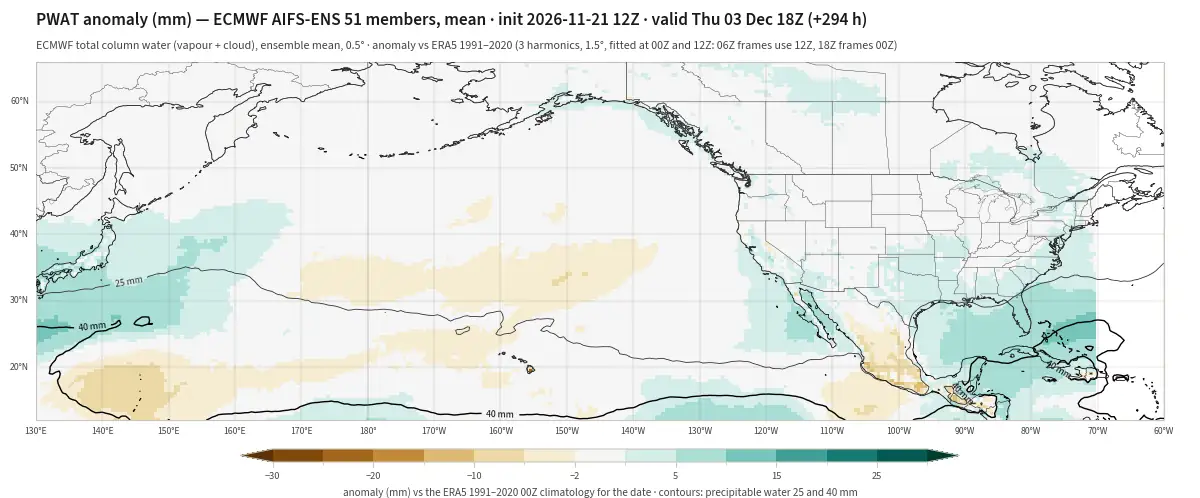 PWAT anomaly (mm) — ECMWF AIFS-ENS 51 members, mean · init 2026-11-21 12Z · valid Thu 03 Dec 18Z (+294 h)
ECMWF total column water (vapour + cloud), ensemble mean, 0.5° · anomaly vs ERA5 1991–2020 (3 harmonics, 1.5°, fitted at 00Z and 12Z: 06Z frames use 12Z, 18Z frames 00Z)
60°N
50°N
40°N
25 mm
30°N
40 mm
20°N
40 mm
40 mm
40 mm
130°E 140°E 150°E 160°E 170°E 180° 170°W 160°W 150°W 140°W 130°W 120°W 110°W 100°W 90°W 80°W 70°W 60°W
−30 −20 −10 −2 5 15 25
anomaly (mm) vs the ERA5 1991–2020 00Z climatology for the date · contours: precipitable water 25 and 40 mm